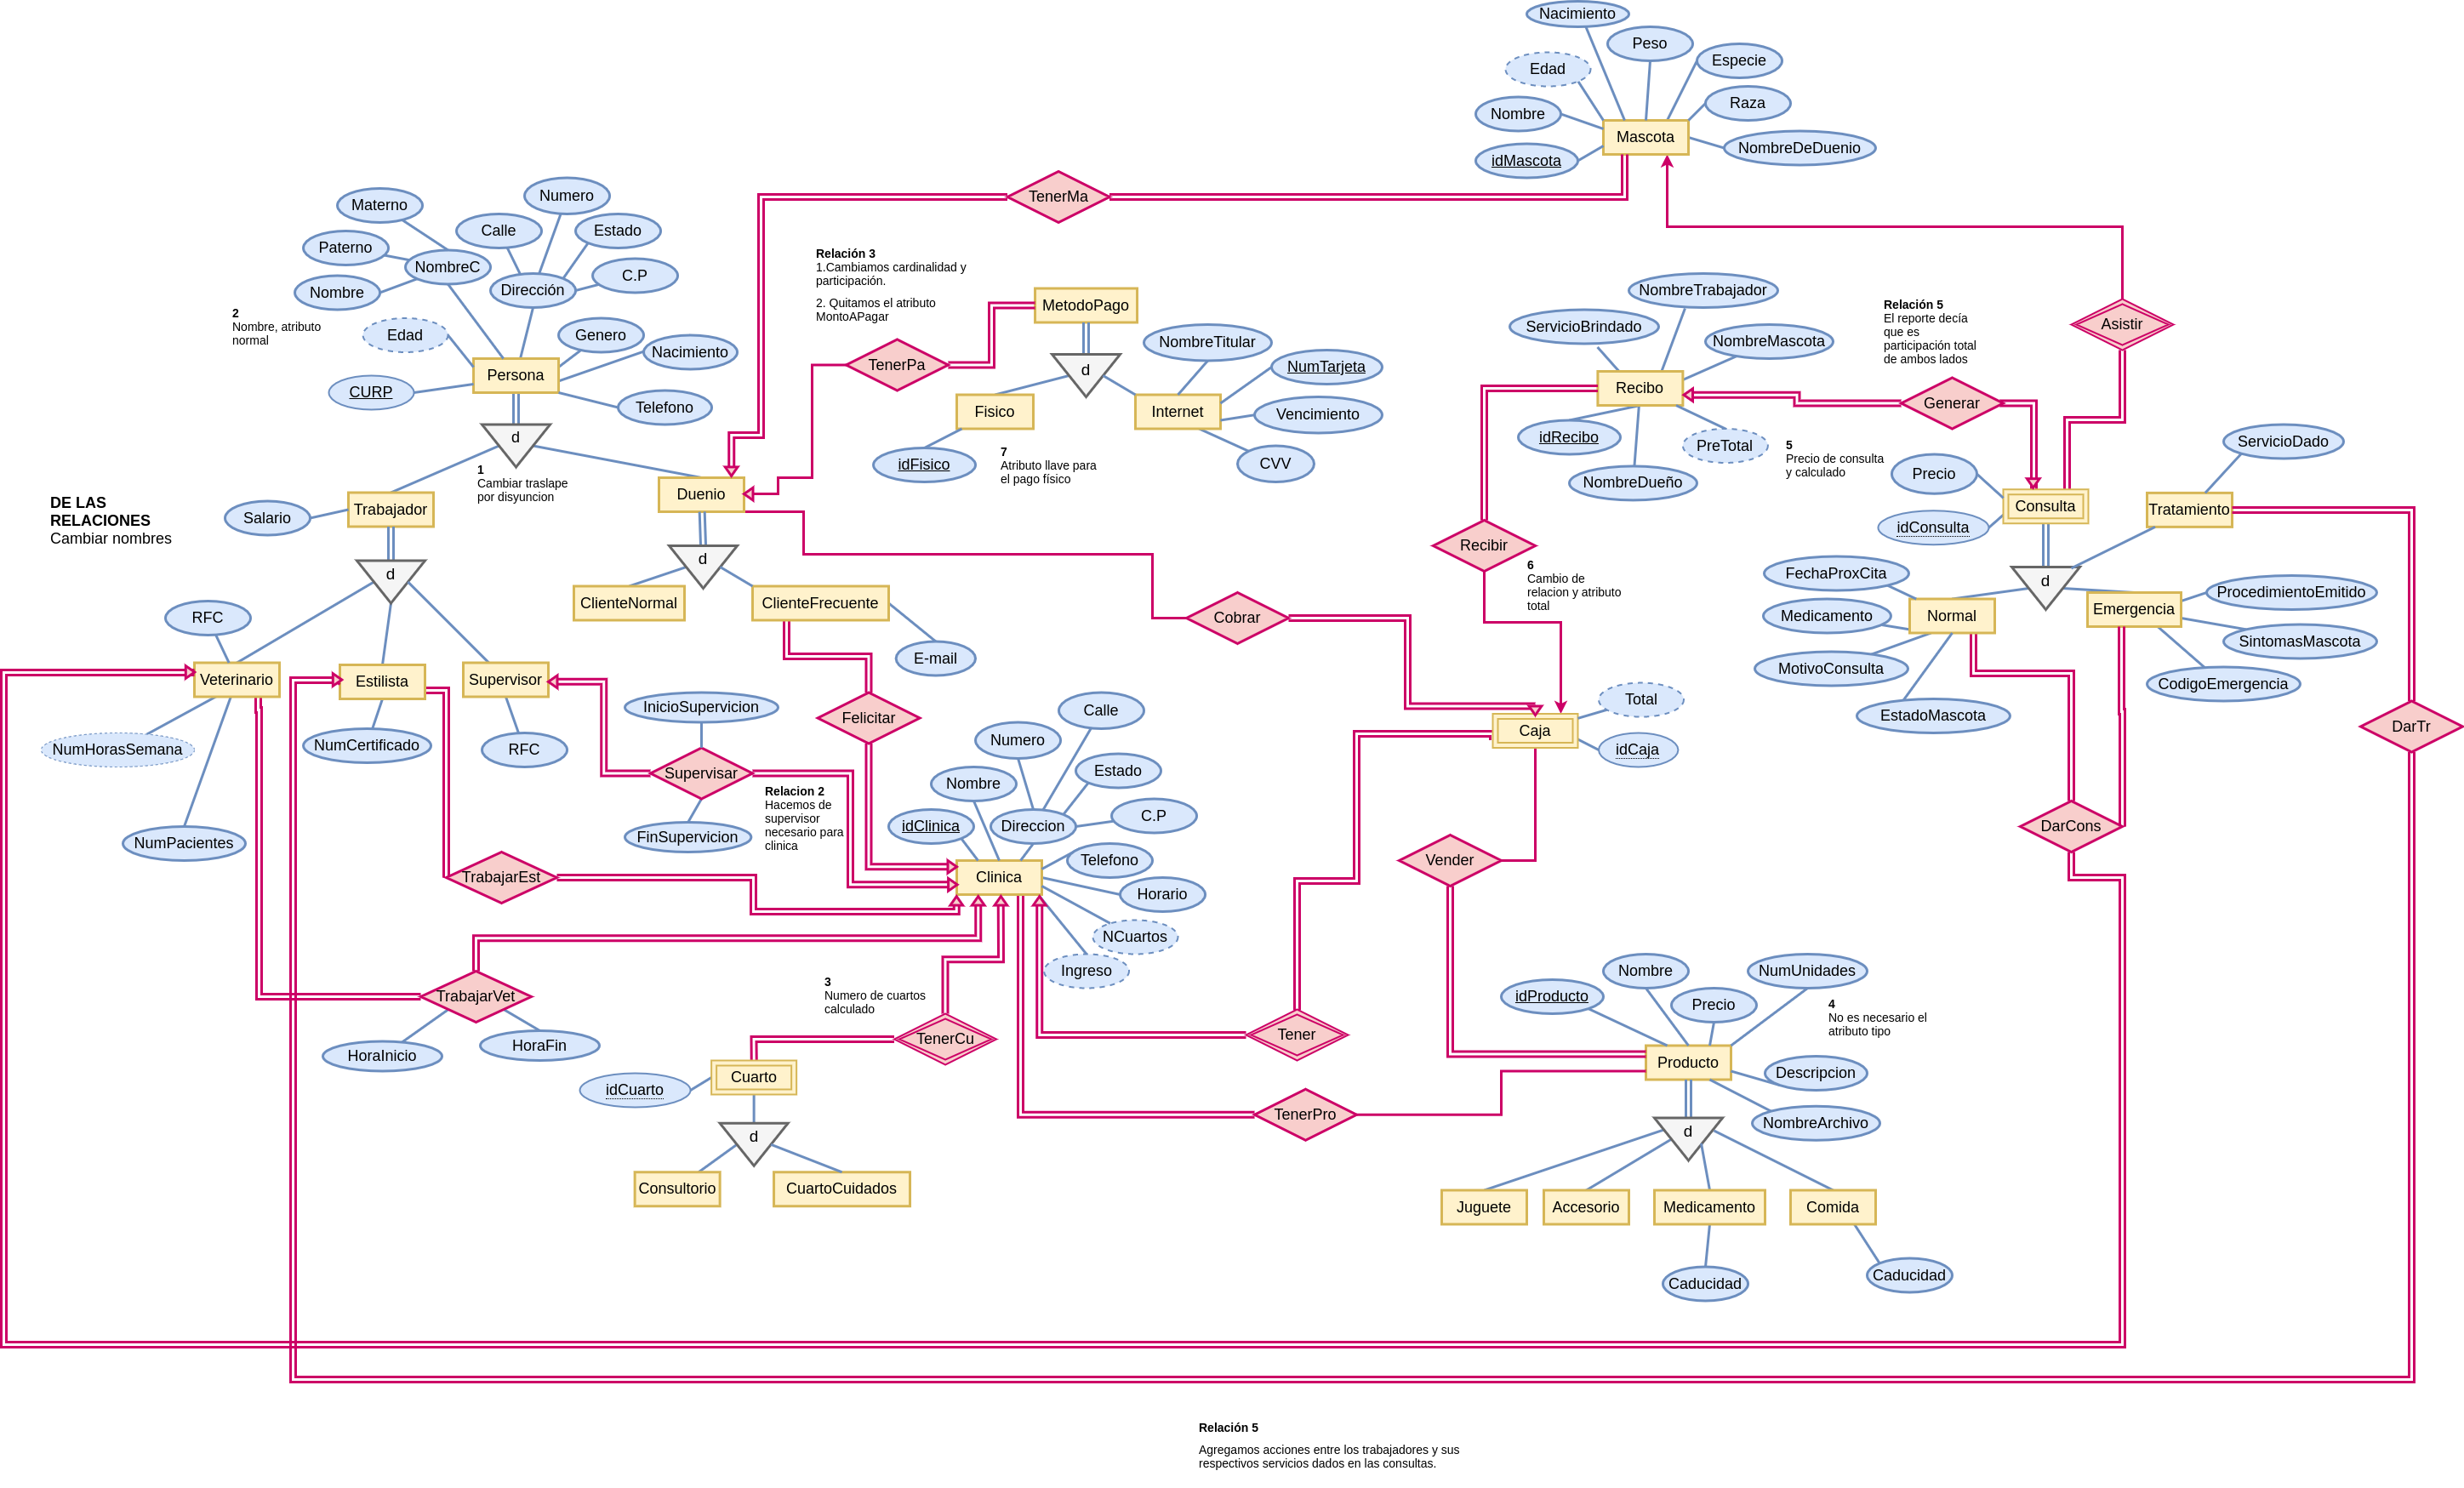 Nacimiento
Peso
Especie
Edad
Raza
Nombre
Mascota
NombreDeDuenio
idMascota
TenerMa
Numero
Materno
Calle
Estado
Paterno
NombreC
C.P
Dirección
Nombre
2
Nombre, atributo
normal
Edad
Genero
Nacimiento
Persona
CURP
Telefono
d
1
Cambiar traslape
por disyuncion
Relación 3
1.Cambiamos cardinalidad y
participación.
2. Quitamos el atributo
MontoAPagar
MetodoPago
TenerPa
d
NombreTitular
NumTarjeta
Fisico
Internet
Vencimiento
idFisico
CVV
7
Atributo llave para
el pago físico
NombreTrabajador
ServicioBrindado
NombreMascota
Recibo
idRecibo
PreTotal
NombreDueño
Relación 5
El reporte decía
que es
participación total
de ambos lados
Asistir
Generar
5
Precio de consulta
y calculado
Precio
idConsulta
Consulta
ServicioDado
Tratamiento
DE LAS
RELACIONES
Cambiar nombres
Salario
Trabajador
Duenio
d
d
ClienteNormal
ClienteFrecuente
E-mail
Recibir
6
Cambio de
relacion y atributo
total
Cobrar
FechaProxCita
d
Medicamento
Normal
Emergencia
ProcedimientoEmitido
SintomasMascota
MotivoConsulta
CodigoEmergencia
EstadoMascota
RFC
Veterinario
Estilista
Supervisor
NumHorasSemana
NumCertificado
RFC
NumPacientes
InicioSupervicion
Felicitar
Supervisar
FinSupervicion
Relacion 2
Hacemos de
supervisor
necesario para
clinica
Calle
Numero
Estado
Nombre
C.P
idClinica
Direccion
Telefono
Clinica
Horario
NCuartos
Ingreso
Total
Caja
idCaja
DarTr
DarCons
Vender
TrabajarEst
TrabajarVet
HoraInicio
HoraFin
3
Numero de cuartos
calculado
TenerCu
Tener
Cuarto
idCuarto
d
Consultorio
CuartoCuidados
TenerPro
Nombre
NumUnidades
idProducto
Precio
4
No es necesario el
atributo tipo
Producto
Descripcion
NombreArchivo
d
Juguete
Accesorio
Medicamento
Comida
Caducidad
Caducidad
Relación 5
Agregamos acciones entre los trabajadores y sus
respectivos servicios dados en las consultas.